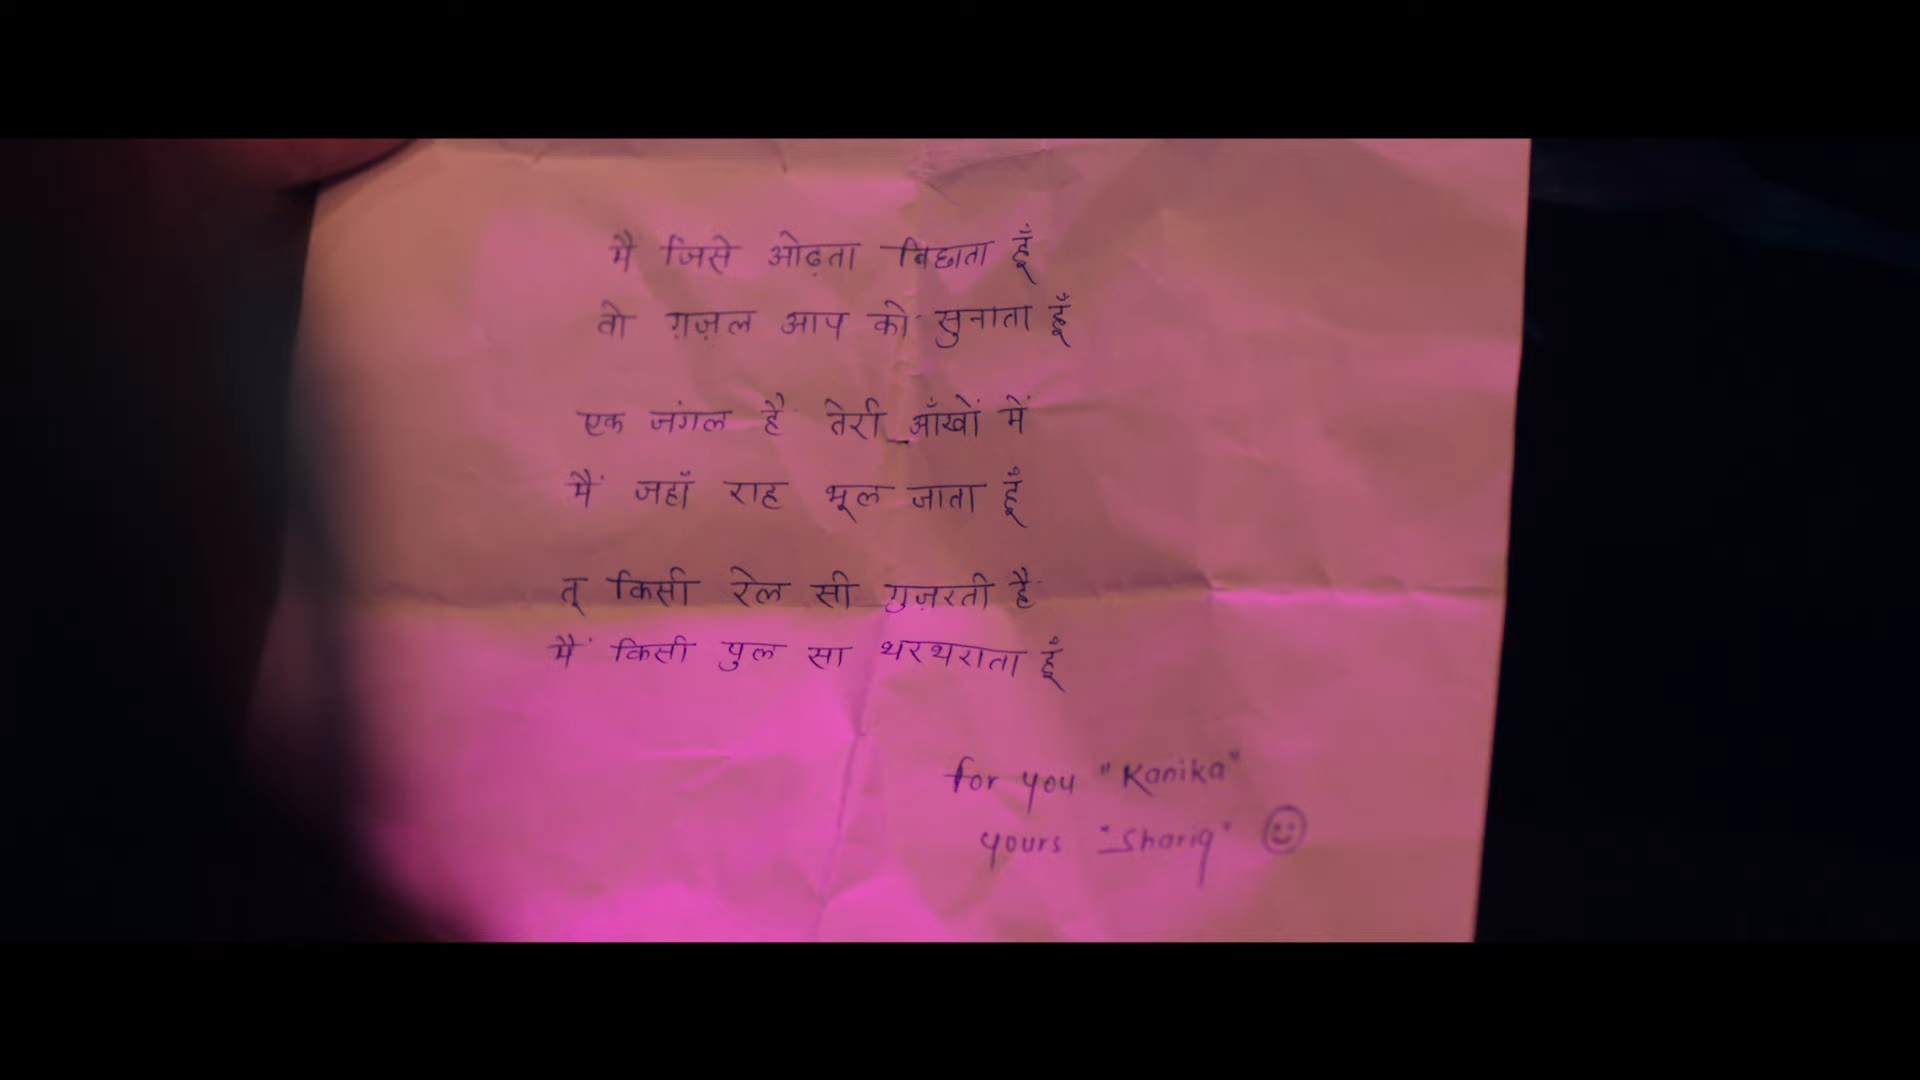 मैं जिसे ओढ़ता बिछाता हूँ
वो ग़ज़ल आप को सुनाता हूँ
एक जंगल है तेरी आँखों में
मैं जहाँ राह भूल जाता हूँ
तू किसी रेल सी गुज़रती है
मैं किसी पुल सा थरथराता हूँ
for you "Kanika"
yours "Shariq" ☺